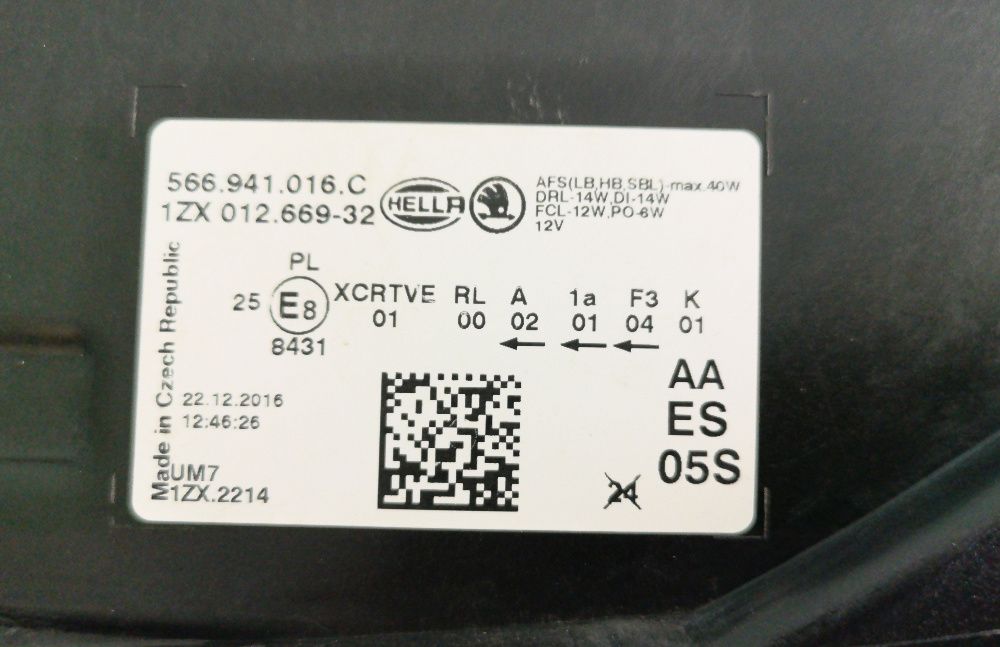 566.941.016.C
1ZX 012.669-32
HELLA
AFS(LB,HB,SBL)-max.40W
DRL-14W,DI-14W
FCL-12W,PO-6W
12V
Made in Czech Republic
PL
25 E8 XCRTVE RL A 1a F3 K
01 00 02 01 04 01
8431
AA
ES
05S
22.12.2016
12:46:26
UM7
1ZX.2214
24